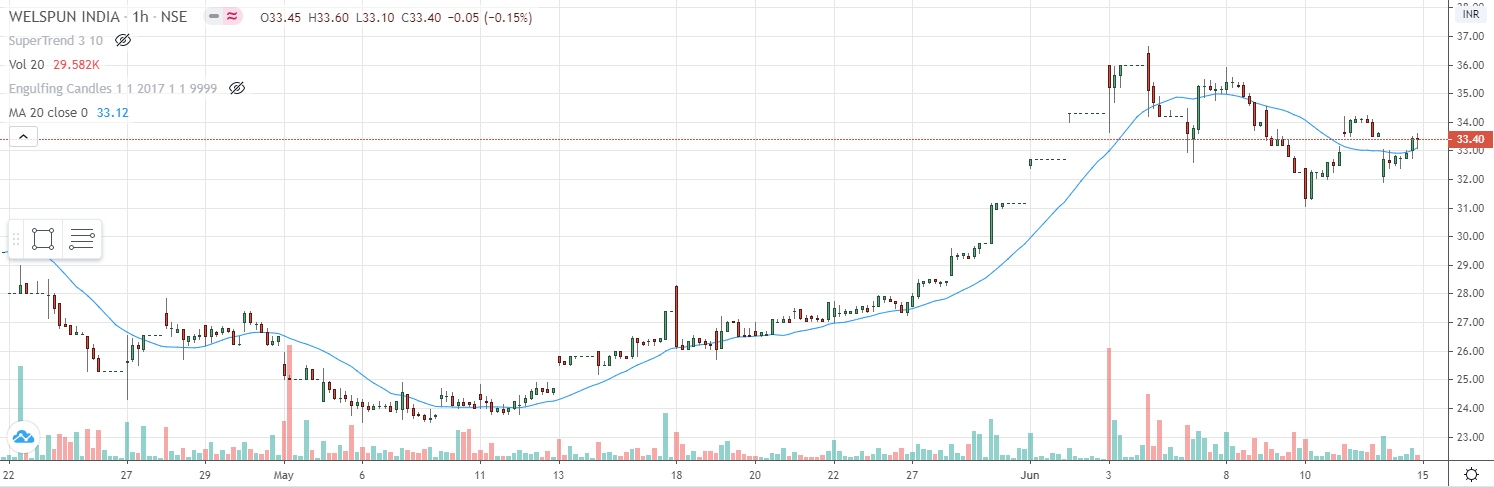 WELSPUN INDIA · 1h · NSE O33.45 H33.60 L33.10 C33.40 −0.05 (−0.15%)
SuperTrend 3 10
Vol 20 29.582K
Engulfing Candles 1 1 2017 1 1 9999
MA 20 close 0 33.12
INR
38.00
37.00
36.00
35.00
34.00
33.40
33.00
32.00
31.00
30.00
29.00
28.00
27.00
26.00
25.00
24.00
23.00
22 27 29 May 6 11 13 18 20 22 27 Jun 3 8 10 15